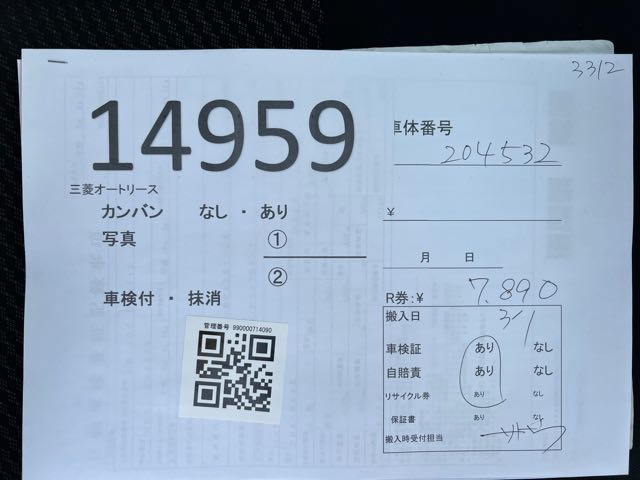 3312
14959
車体番号
204532
三菱オートリース
カンバン なし ・ あり
¥
写真 ①
②
月 日
車検付 ・ 抹消
R券:¥ 7.890
管理番号 990000714090
搬入日 3/1
車検証 あり なし
自賠責 あり なし
リサイクル券 あり なし
保証書 あり なし
搬入時受付担当